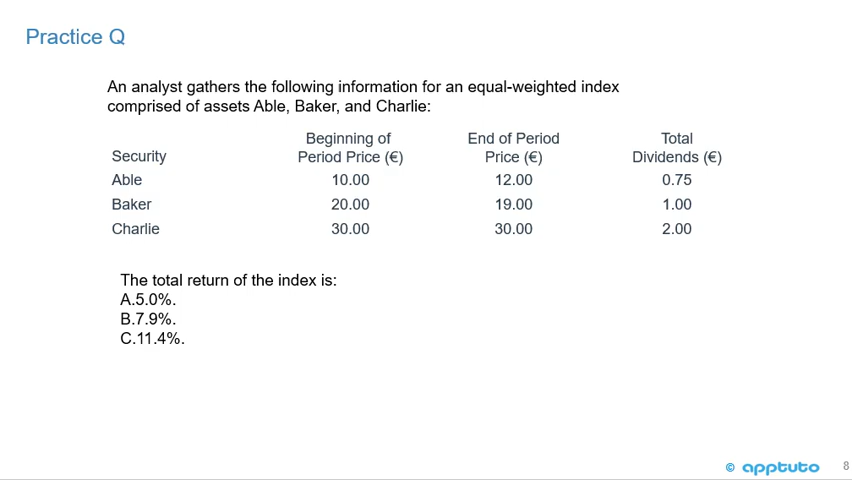 Practice Q
An analyst gathers the following information for an equal-weighted index
comprised of assets Able, Baker, and Charlie:
Security Beginning of Period Price (€) End of Period Price (€) Total Dividends (€)
Able 10.00 12.00 0.75
Baker 20.00 19.00 1.00
Charlie 30.00 30.00 2.00
The total return of the index is:
A.5.0%.
B.7.9%.
C.11.4%.
© apptuto 8